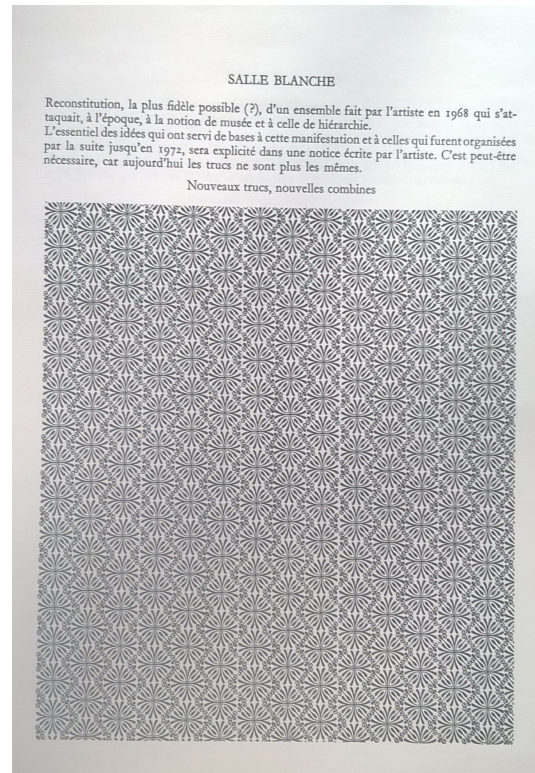 SALLE BLANCHE
Reconstitution, la plus fidèle possible (?), d'un ensemble fait par l'artiste en 1968 qui s'at-
taquait, à l'époque, à la notion de musée et à celle de hiérarchie.
L'essentiel des idées qui ont servi de bases à cette manifestation et à celles qui furent organisées
par la suite jusqu'en 1972, sera explicité dans une notice écrite par l'artiste. C'est peut-être
nécessaire, car aujourd'hui les trucs ne sont plus les mêmes.
Nouveaux trucs, nouvelles combines